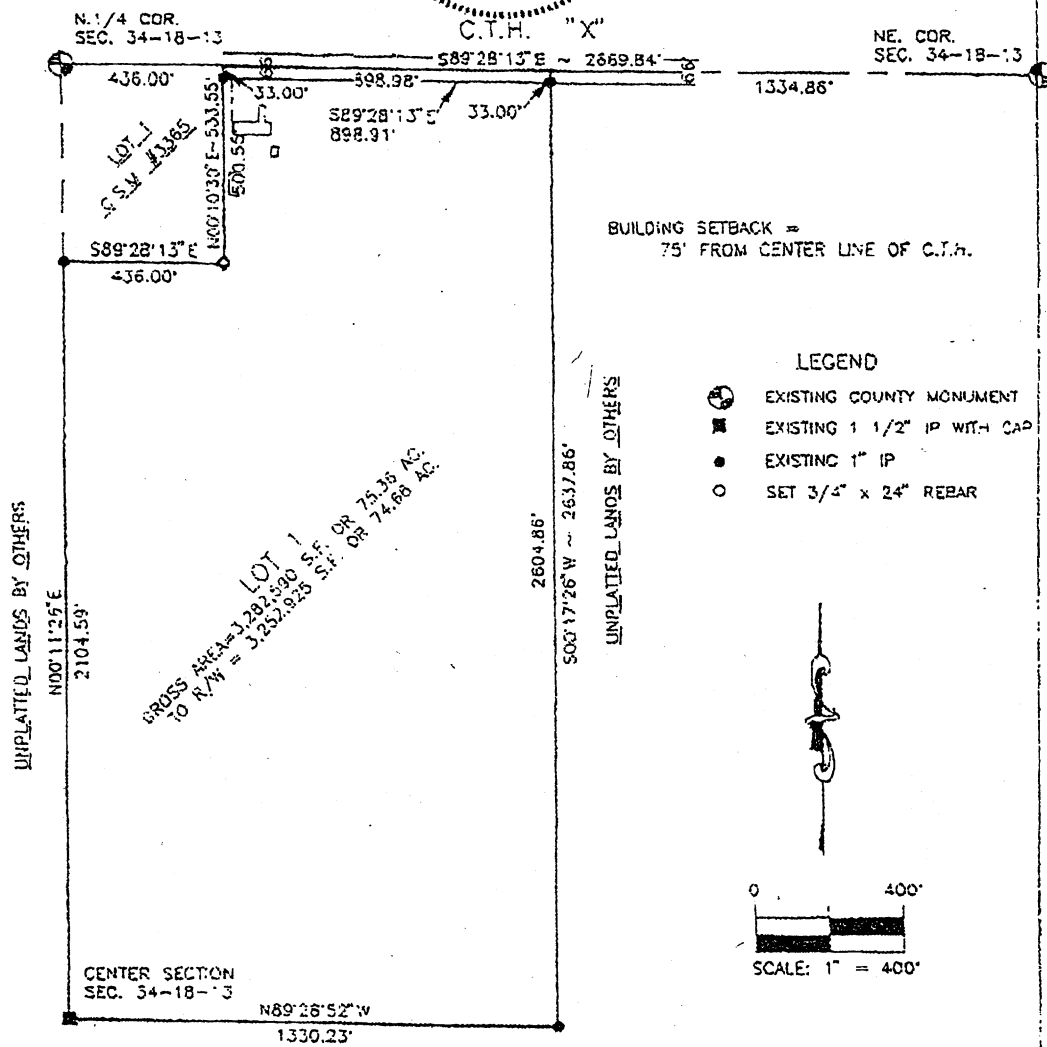 C.T.H. "X"
N.1/4 COR.
SEC. 34-18-13
NE. COR.
SEC. 34-18-13
S89°28'13"E ~ 2669.84'
436.00'
66'
898.98'
66'
1334.86'
33.00'
S89°28'13"E
898.91'
33.00'
LOT 1
C.S.M. #3365
N00°10'30"E ~ 533.55'
500.55'
S89°28'13"E
436.00'
BUILDING SETBACK =
75' FROM CENTER LINE OF C.T.H.
LEGEND
EXISTING COUNTY MONUMENT
EXISTING 1 1/2" IP WITH CAP
EXISTING 1" IP
SET 3/4" x 24" REBAR
UNPLATTED LANDS BY OTHERS
N00°11'26"E
2104.59'
LOT 1
GROSS AREA=3,282,590 S.F. OR 75.36 AC.
TO R/W = 3,252,925 S.F. OR 74.68 AC.
2604.86'
S00°17'26"W ~ 2637.86'
UNPLATTED LANDS BY OTHERS
0 400'
SCALE: 1" = 400'
CENTER SECTION
SEC. 34-18-13
N89°26'52"W
1330.23'